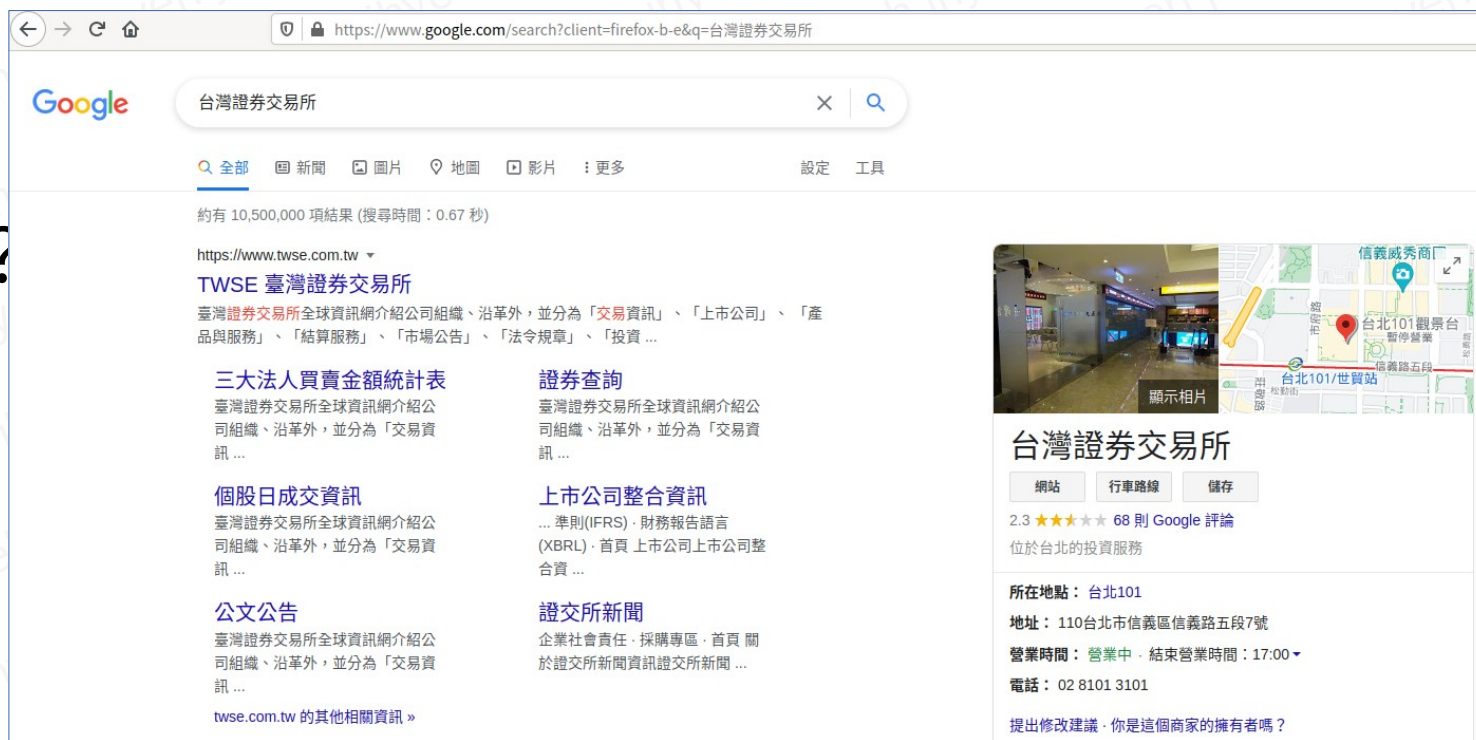 https://www.google.com/search?client=firefox-b-e&q=台灣證券交易所
Google
台灣證券交易所
全部 新聞 圖片 地圖 影片 更多 設定 工具
約有 10,500,000 項結果 (搜尋時間：0.67 秒)
?
https://www.twse.com.tw
TWSE 臺灣證券交易所
臺灣證券交易所全球資訊網介紹公司組織、沿革外，並分為「交易資訊」、「上市公司」、 「產
品與服務」、「結算服務」、「市場公告」、「法令規章」、「投資 ...
三大法人買賣金額統計表
臺灣證券交易所全球資訊網介紹公
司組織、沿革外，並分為「交易資
訊 ...
證券查詢
臺灣證券交易所全球資訊網介紹公
司組織、沿革外，並分為「交易資
訊 ...
個股日成交資訊
臺灣證券交易所全球資訊網介紹公
司組織、沿革外，並分為「交易資
訊 ...
上市公司整合資訊
... 準則(IFRS) · 財務報告語言
(XBRL) · 首頁 上市公司上市公司整
合資 ...
公文公告
臺灣證券交易所全球資訊網介紹公
司組織、沿革外，並分為「交易資
訊 ...
證交所新聞
企業社會責任 · 採購專區 · 首頁 關
於證交所新聞資訊證交所新聞 ...
twse.com.tw 的其他相關資訊 »
顯示相片
信義威秀商
市府路
台北101觀景台
暫停營業
信義路五段
台北101/世貿站
松勤街
台灣證券交易所
網站 行車路線 儲存
2.3 68 則 Google 評論
位於台北的投資服務
所在地點： 台北101
地址： 110台北市信義區信義路五段7號
營業時間： 營業中 · 結束營業時間：17:00
電話： 02 8101 3101
提出修改建議 · 你是這個商家的擁有者嗎？